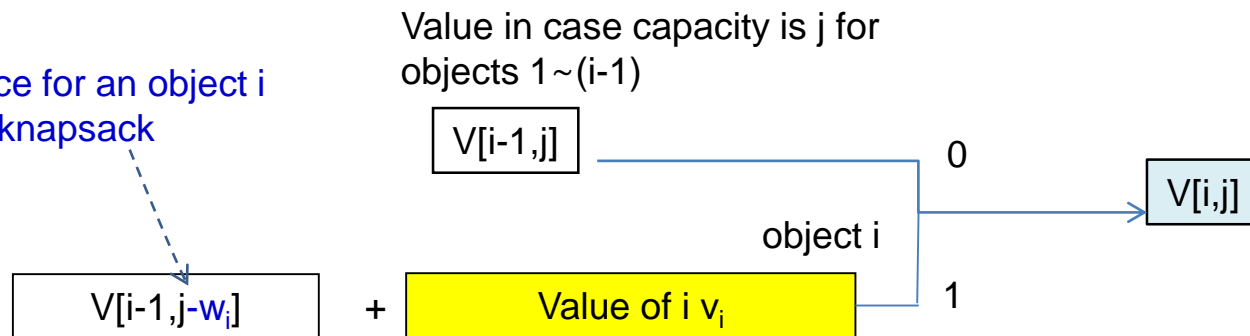 Value in case capacity is j for
objects 1~(i-1)
for an object i
knapsack
V[i-1,j]
0
V[i,j]
object i
V[i-1,j-wᵢ]
+
Value of i vᵢ
1